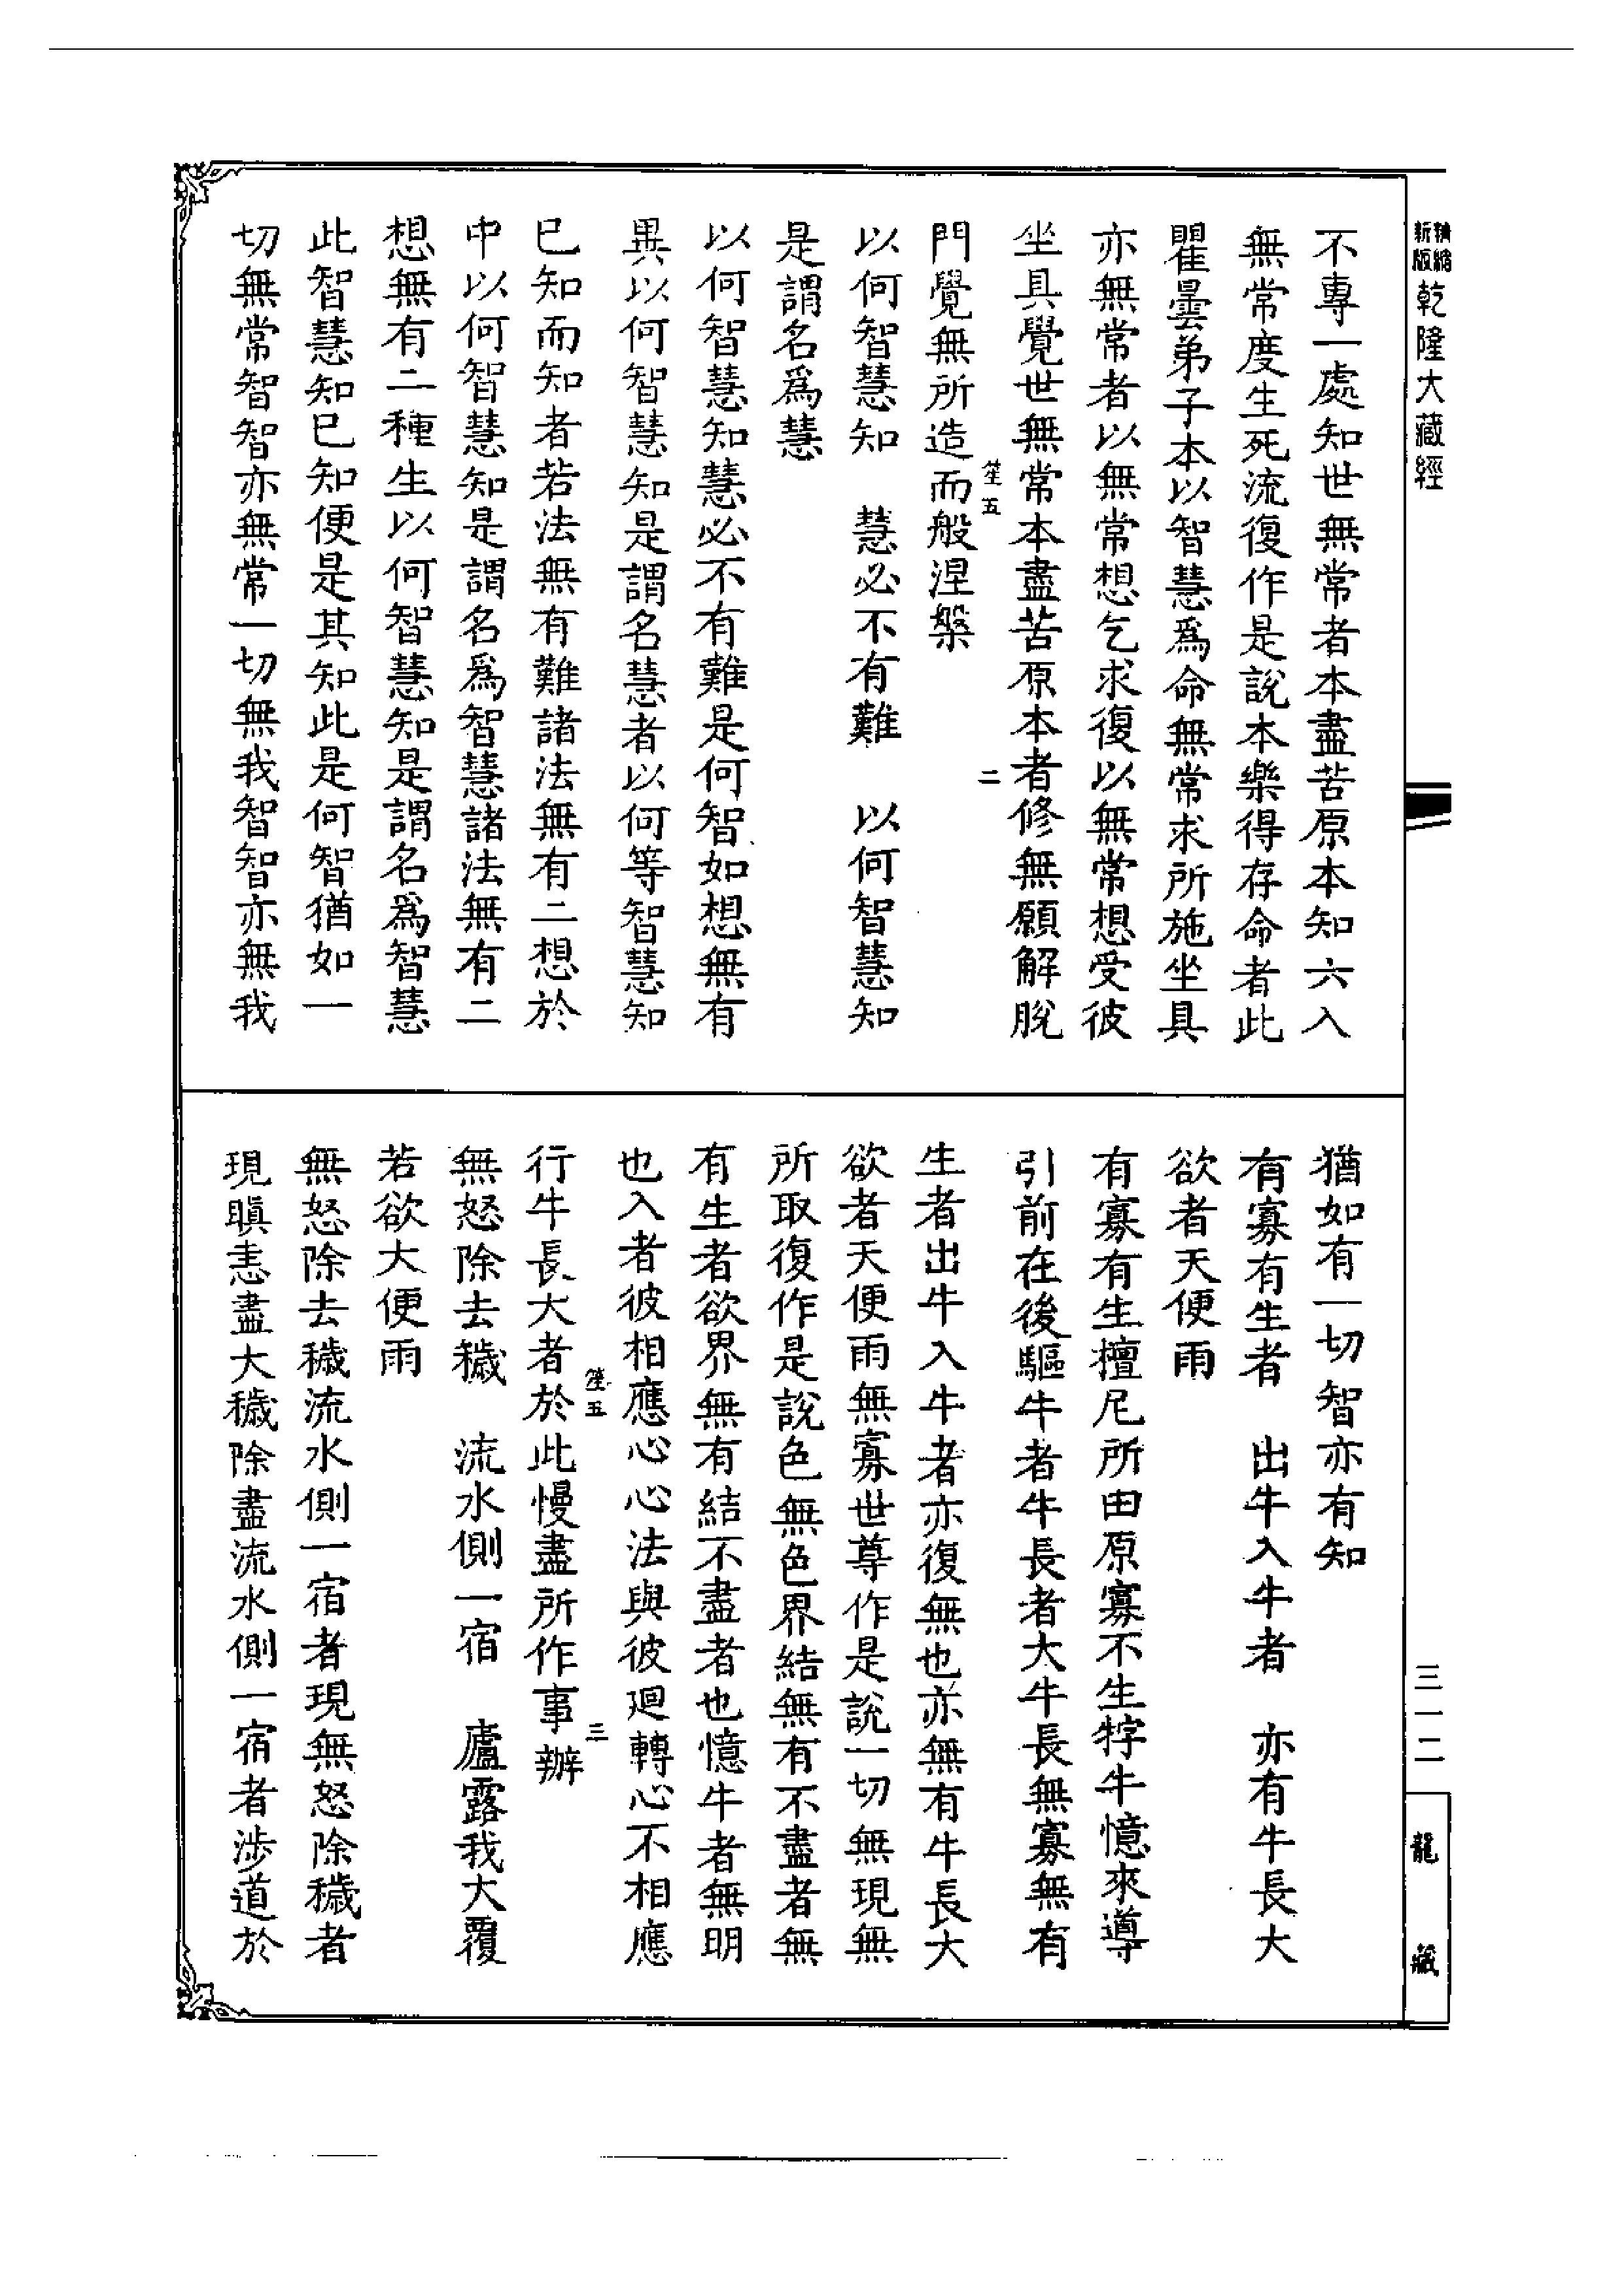 精縮新版乾隆大藏經
三一二
龍藏
不專一處知世無常者本盡苦原本知六入
無常度生死流復作是說本樂得存命者此
瞿曇弟子本以智慧爲命無常求所施坐具
亦無常者以無常想乞求復以無常想受彼
坐具覺世無常本盡苦原本者修無願解脫
笙五
二
門覺無所造而般涅槃
以何智慧知　慧必不有難　以何智慧知
是謂名爲慧
以何智慧知慧必不有難是何智如想無有
異以何智慧知是謂名慧者以何等智慧知
已知而知者若法無有難諸法無有二想於
中以何智慧知是謂名爲智慧諸法無有二
想無有二種生以何智慧知是謂名爲智慧
此智慧知已知便是其知此是何智猶如一
切無常智智亦無常一切無我智智亦無我
猶如有一切智亦有知
有寡有生者　出牛入牛者　亦有牛長大
欲者天便雨
有寡有生擅尼所田原寡不生牸牛憶來導
引前在後驅牛者牛長者大牛長無寡無有
生者出牛入牛者亦復無也亦無有牛長大
欲者天便雨無寡世尊作是說一切無現無
所取復作是說色無色界結無有不盡者無
有生者欲界無有結不盡者也憶牛者無明
也入者彼相應心心法與彼迴轉心不相應
笙五
三
行牛長大者於此慢盡所作事辦
無怒除去穢　流水側一宿　廬露我大覆
若欲大便雨
無怒除去穢流水側一宿者現無怒除穢者
現瞋恚盡大穢除盡流水側一宿者涉道於